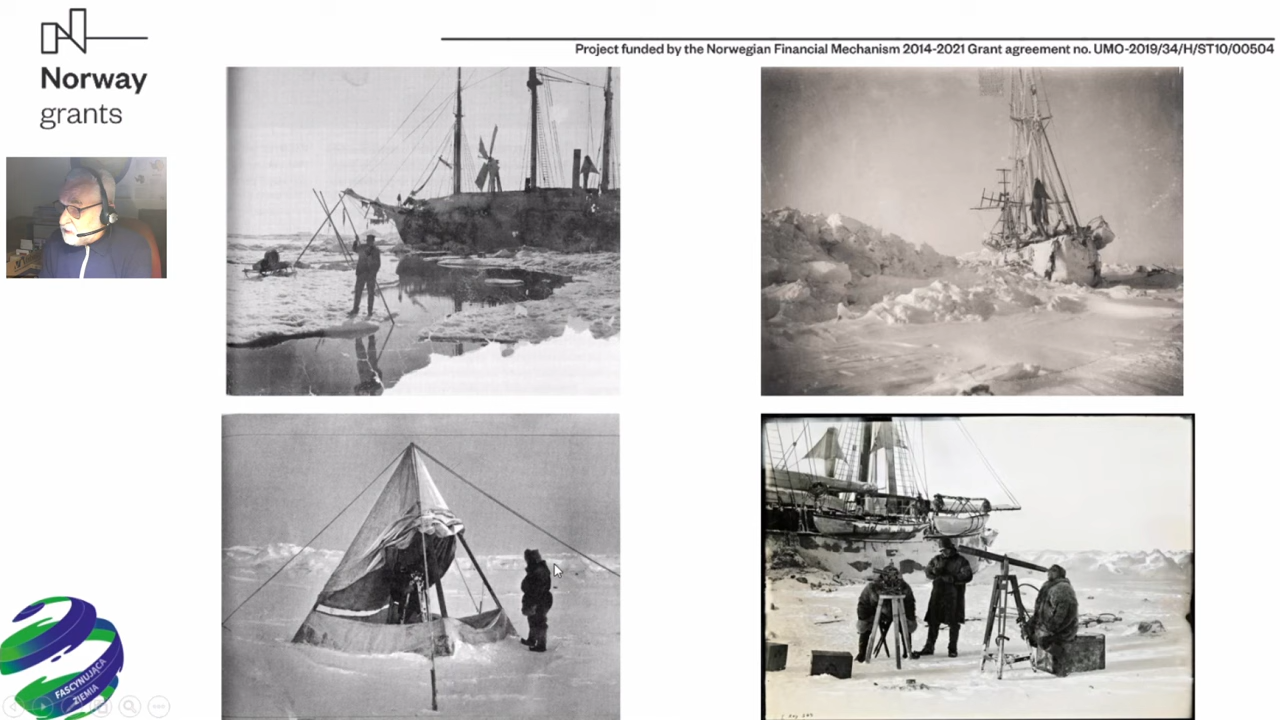 Norway
grants
Project funded by the Norwegian Financial Mechanism 2014-2021 Grant agreement no. UMO-2019/34/H/ST10/00504
FASCYNUJĄCA
ZIEMIA